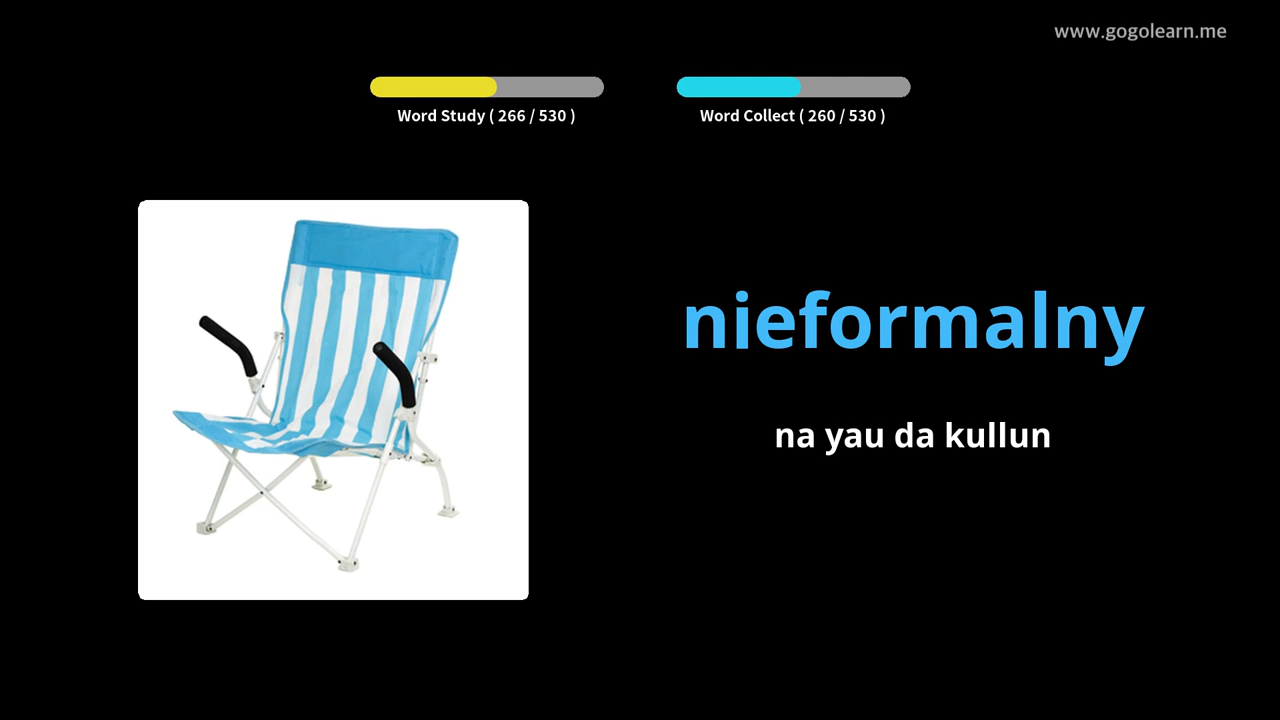 www.gogolearn.me
Word Study ( 266 / 530 )
Word Collect ( 260 / 530 )
nieformalny
na yau da kullun